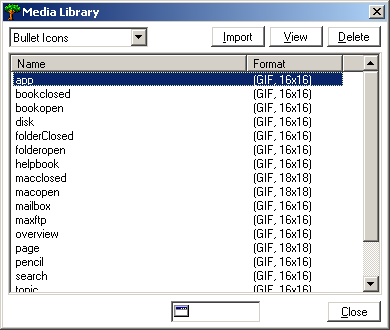 Media Library
Bullet Icons Import View Delete
Name Format
app (GIF, 16x16)
bookclosed (GIF, 16x16)
bookopen (GIF, 16x16)
disk (GIF, 16x16)
folderClosed (GIF, 16x16)
folderopen (GIF, 16x16)
helpbook (GIF, 16x16)
macclosed (GIF, 18x18)
macopen (GIF, 18x18)
mailbox (GIF, 16x16)
maxftp (GIF, 16x16)
overview (GIF, 16x16)
page (GIF, 18x18)
pencil (GIF, 16x16)
search (GIF, 16x16)
topic (GIF, 16x16)
Close